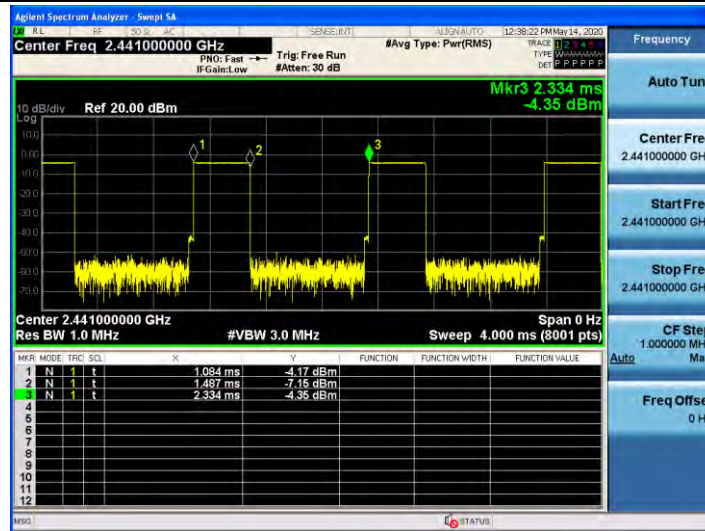 Agilent Spectrum Analyzer - Swept SA
RL RF 50 Ω AC SENSE:INT ALIGN AUTO 12:38:22 PM May 14, 2020
Center Freq 2.441000000 GHz #Avg Type: Pwr(RMS) TRACE 1 2 3 4 5 6
PNO: Fast Trig: Free Run TYPE
IFGain:Low #Atten: 30 dB DET P P P P P P
Mkr3 2.334 ms
10 dB/div Ref 20.00 dBm -4.35 dBm
Log
10.0
0.00
-10.0
-20.0
-30.0
-40.0
-50.0
-60.0
-70.0
1
2
3
Center 2.441000000 GHz Span 0 Hz
Res BW 1.0 MHz #VBW 3.0 MHz Sweep 4.000 ms (8001 pts)
MKR MODE TRC SCL X Y FUNCTION FUNCTION WIDTH FUNCTION VALUE
1 N 1 t 1.084 ms -4.17 dBm
2 N 1 t 1.487 ms -7.15 dBm
3 N 1 t 2.334 ms -4.35 dBm
4
5
6
7
8
9
10
11
12
MSG STATUS
Frequency
Auto Tun
Center Fre
2.441000000 GH
Start Fre
2.441000000 GH
Stop Fre
2.441000000 GH
CF Step
1.000000 MH
Auto Ma
Freq Offse
0 H